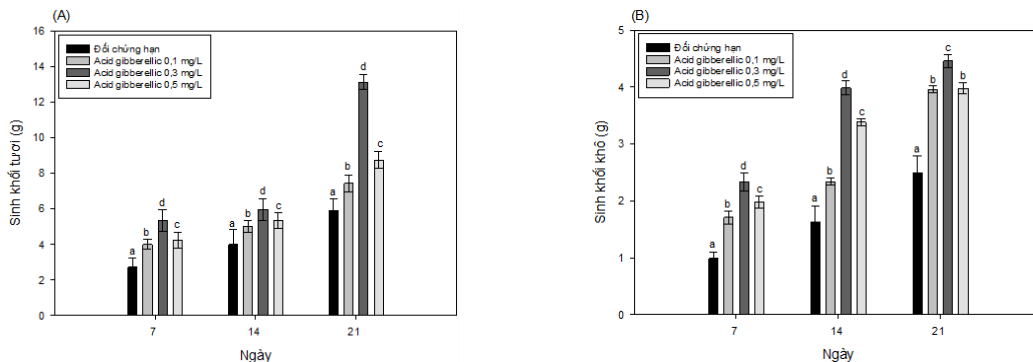 (A)
Sinh khối tươi (g)
16
14
12
10
8
6
4
2
0
Đối chứng hạn
Acid gibberellic 0,1 mg/L
Acid gibberellic 0,3 mg/L
Acid gibberellic 0,5 mg/L
a
b
d
c
a
b
d
c
a
b
d
c
7
14
21
Ngày
(B)
Sinh khối khô (g)
5
4
3
2
1
0
Đối chứng hạn
Acid gibberellic 0,1 mg/L
Acid gibberellic 0,3 mg/L
Acid gibberellic 0,5 mg/L
a
b
d
c
a
b
d
c
a
b
c
b
7
14
21
Ngày